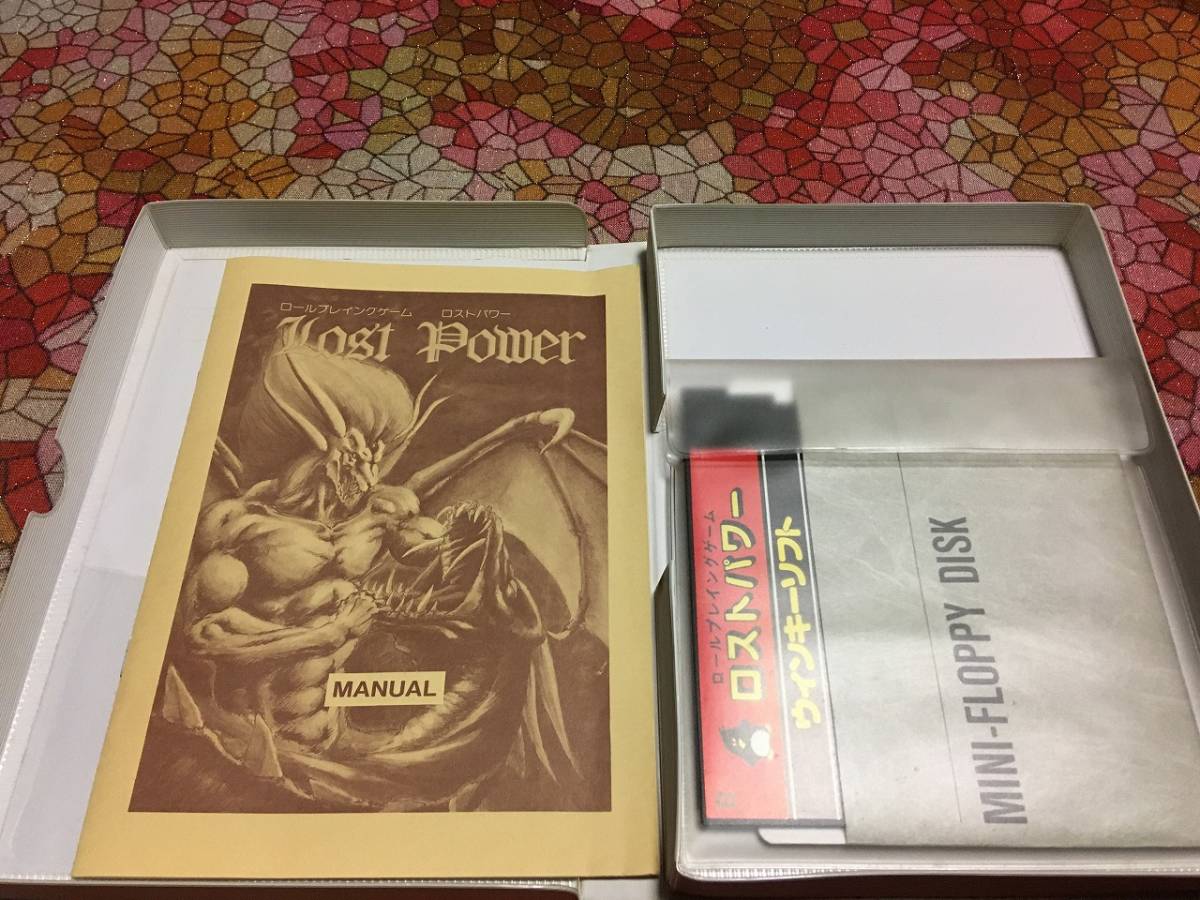 ロールプレイングゲーム ロストパワー
Lost Power
MANUAL
ロールプレイングゲーム
ロストパワー
ウィンキーソフト
MINI-FLOPPY DISK